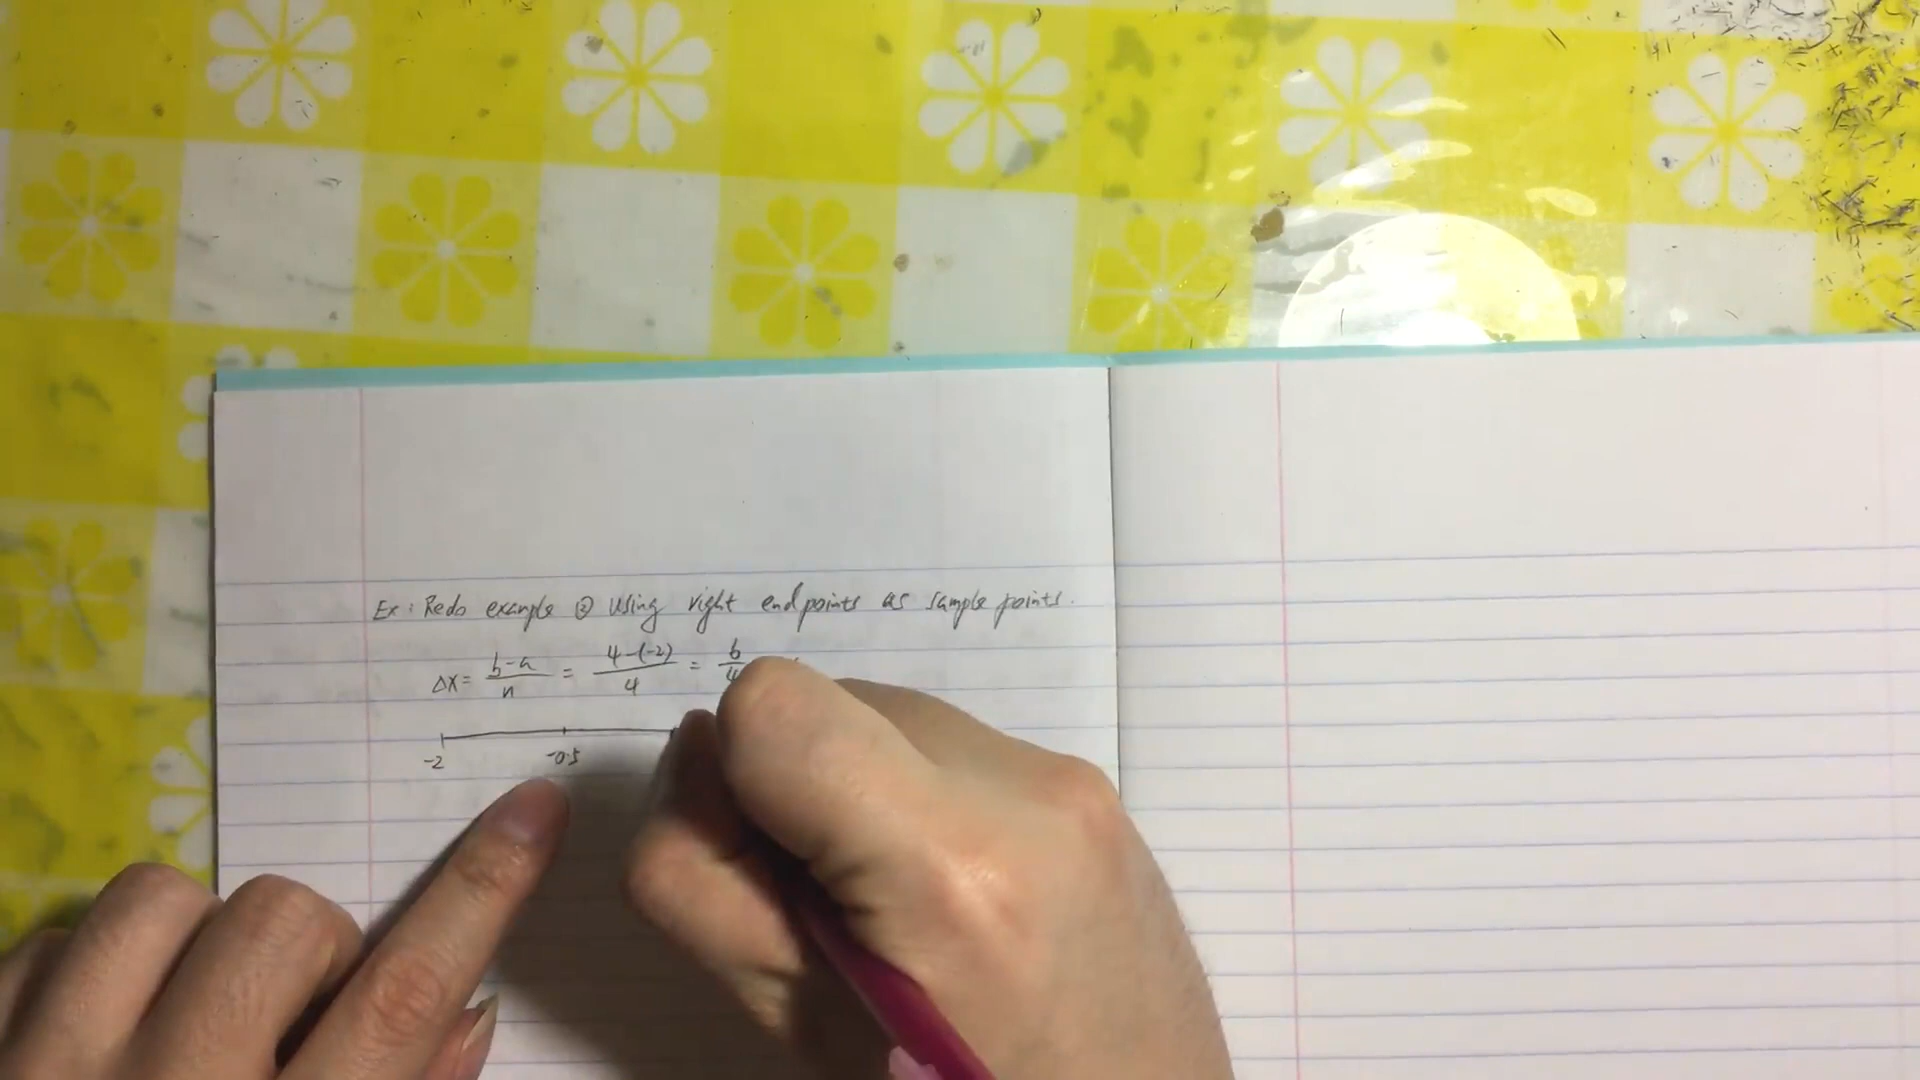 Ex: Redo example ② using right endpoints as sample points.
Δx = b-a/n = 4-(-2)/4 = 6/4
-2 -0.5